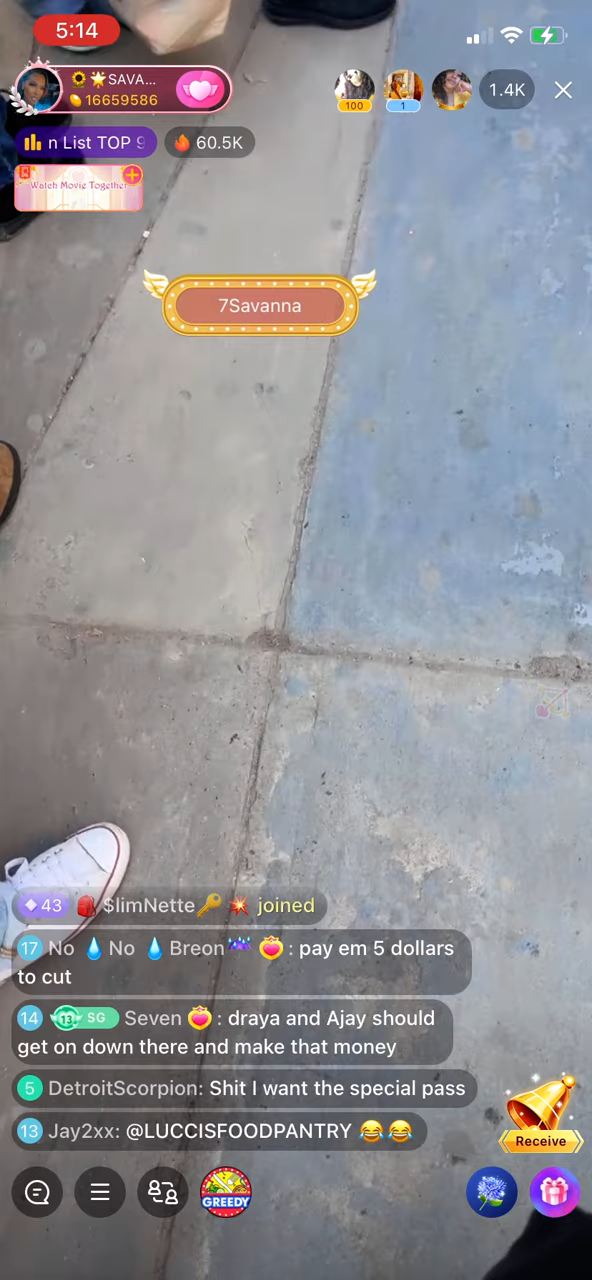 5:14
🌻🌟SAVA...
16659586
100
1
1.4K
n List TOP 9
60.5K
Watch Movie Together
7Savanna
43 $limNette🔑💥 joined
17 No💧No💧Breon : pay em 5 dollars
to cut
14 13 SG Seven : draya and Ajay should
get on down there and make that money
5 DetroitScorpion: Shit I want the special pass
13 Jay2xx: @LUCCISFOODPANTRY 😂😂
Receive
GREEDY